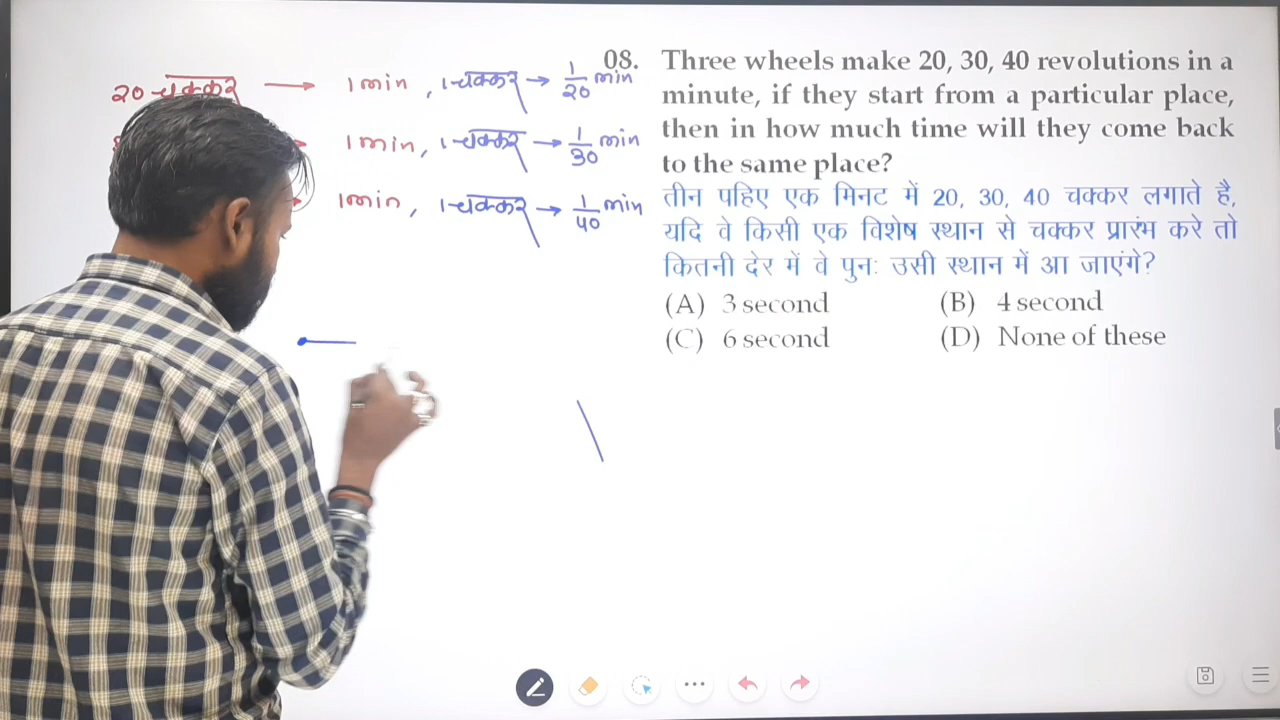 20 चक्कर → 1 min , 1 चक्कर → 1/20 min
1 min , 1 चक्कर → 1/30 min
1 min , 1 चक्कर → 1/40 min
08. Three wheels make 20, 30, 40 revolutions in a
minute, if they start from a particular place,
then in how much time will they come back
to the same place?
तीन पहिए एक मिनट में 20, 30, 40 चक्कर लगाते है,
यदि वे किसी एक विशेष स्थान से चक्कर प्रारंभ करे तो
कितनी देर में वे पुनः उसी स्थान में आ जाएंगे?
(A) 3 second (B) 4 second
(C) 6 second (D) None of these